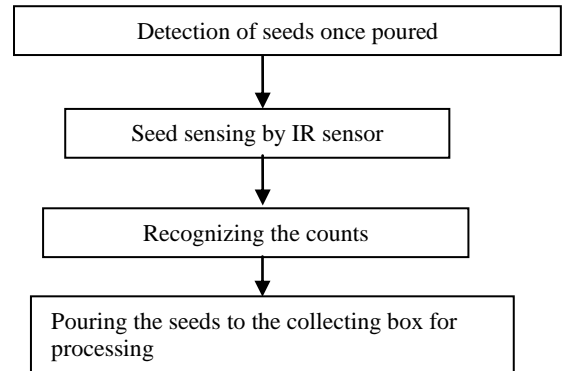 Detection of seeds once poured
Seed sensing by IR sensor
Recognizing the counts
Pouring the seeds to the collecting box for
processing